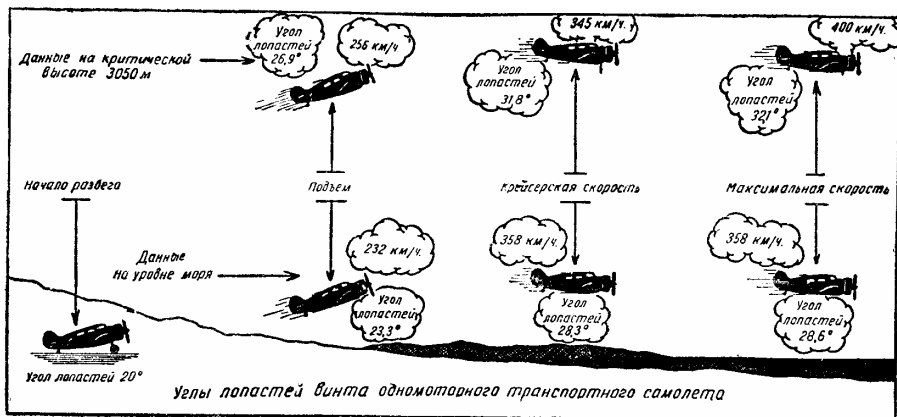 Угол
лопастей
26,9°
256 км/ч.
345 км/ч.
400 км/ч.
Данные на критической
высоте 3050 м
Угол
лопастей
31,8°
Угол
лопастей
32,1°
Начало разбега
Подъем
Крейсерская скорость
Максимальная скорость
Данные
на уровне моря
232 км/ч.
358 км/ч.
358 км/ч.
Угол
лопастей
23,3°
Угол
лопастей
28,3°
Угол
лопастей
28,6°
Угол лопастей 20°
Углы лопастей винта одномоторного транспортного самолета